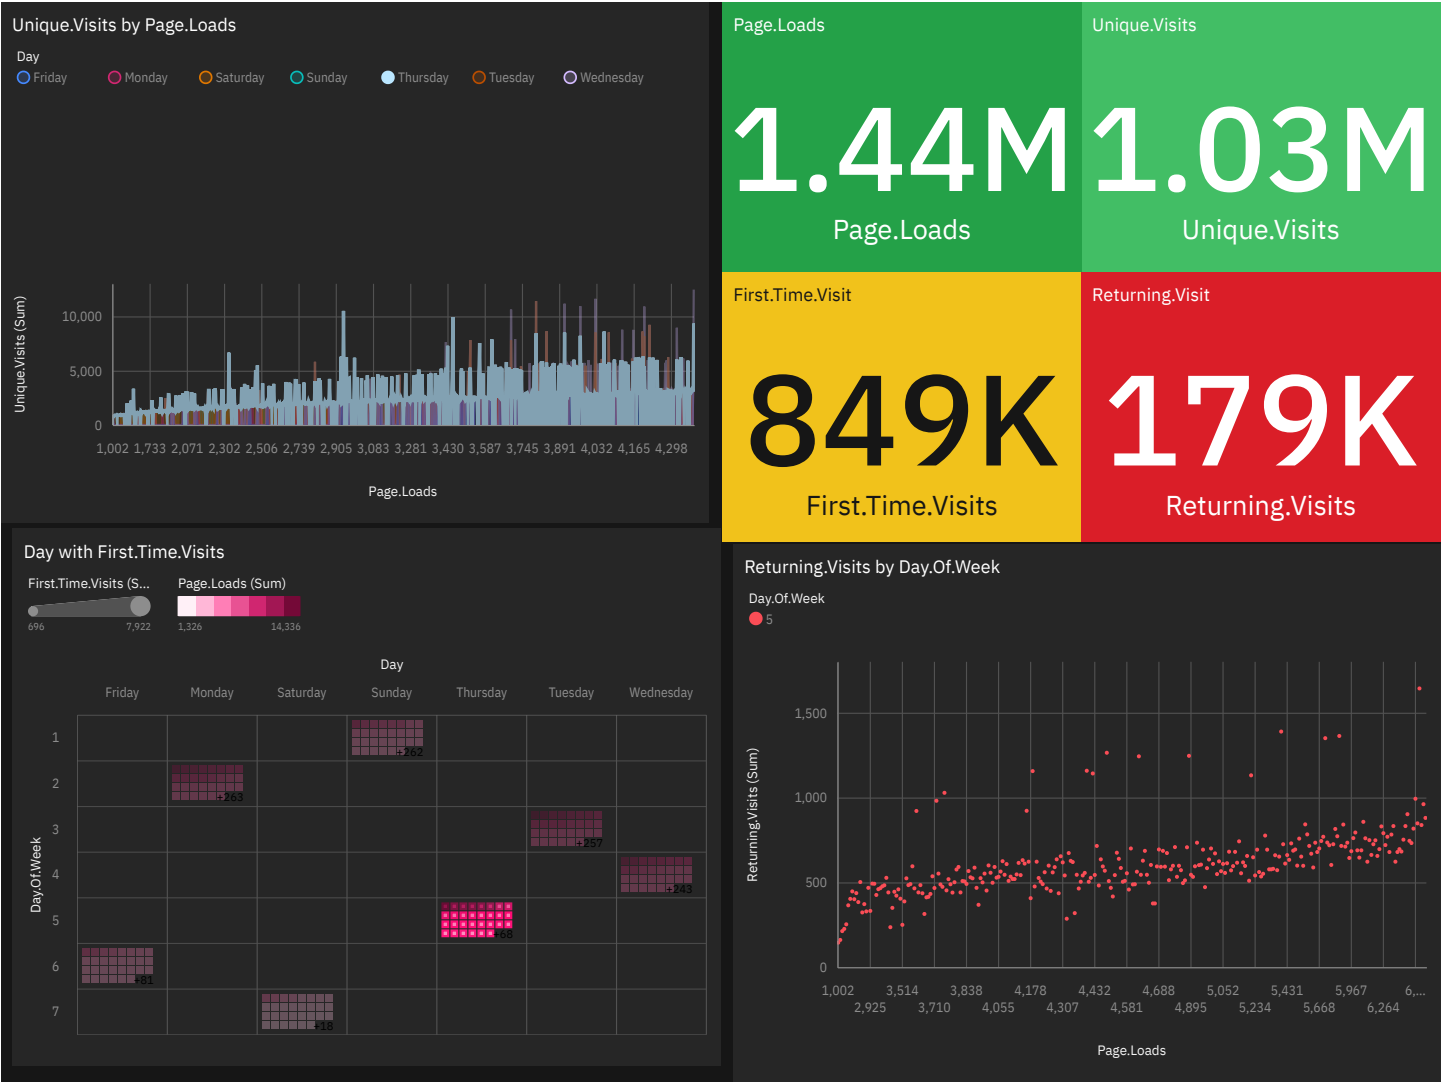 Unique.Visits by Page.Loads
Day
Friday Monday Saturday Sunday Thursday Tuesday Wednesday
Unique.Visits (Sum)
10,000
5,000
0
1,002 1,733 2,071 2,302 2,506 2,739 2,905 3,083 3,281 3,430 3,587 3,745 3,891 4,032 4,165 4,298
Page.Loads
Page.Loads
1.44M
Page.Loads
Unique.Visits
1.03M
Unique.Visits
First.Time.Visit
849K
First.Time.Visits
Returning.Visit
179K
Returning.Visits
Day with First.Time.Visits
First.Time.Visits (S...
696 7,922
Page.Loads (Sum)
1,326 14,336
Day
Friday Monday Saturday Sunday Thursday Tuesday Wednesday
Day.Of.Week
1 +262
2 +263
3 +257
4 +243
5 +68
6 +81
7 +18
Returning.Visits by Day.Of.Week
Day.Of.Week
5
Returning.Visits (Sum)
1,500
1,000
500
0
1,002 3,514 3,838 4,178 4,432 4,688 5,052 5,431 5,967 6,...
2,925 3,710 4,055 4,307 4,581 4,895 5,234 5,668 6,264
Page.Loads